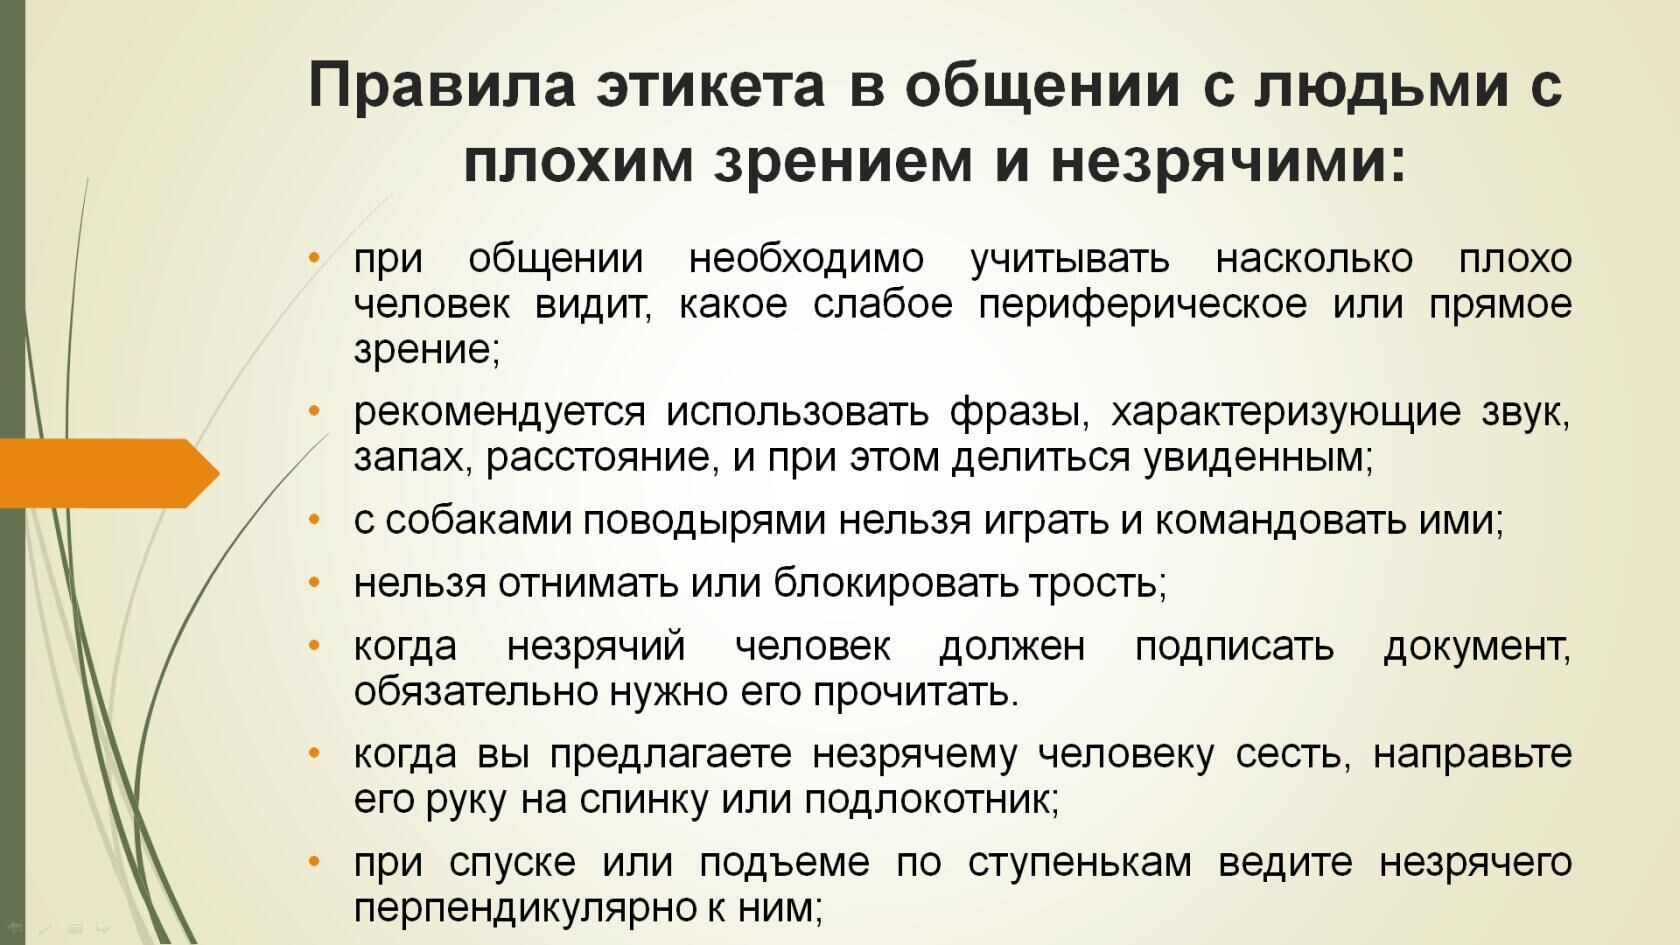 Правила этикета в общении с людьми с
плохим зрением и незрячими:
• при общении необходимо учитывать насколько плохо
человек видит, какое слабое периферическое или прямое
зрение;
• рекомендуется использовать фразы, характеризующие звук,
запах, расстояние, и при этом делиться увиденным;
• с собаками поводырями нельзя играть и командовать ими;
• нельзя отнимать или блокировать трость;
• когда незрячий человек должен подписать документ,
обязательно нужно его прочитать.
• когда вы предлагаете незрячему человеку сесть, направьте
его руку на спинку или подлокотник;
• при спуске или подъеме по ступенькам ведите незрячего
перпендикулярно к ним;